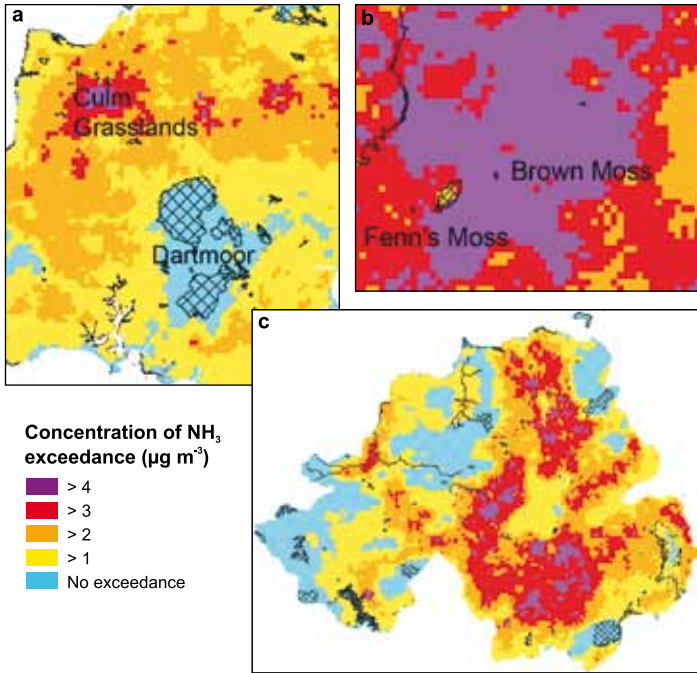 a
Culm
Grasslands
Dartmoor
b
Brown Moss
Fenn's Moss
c
Concentration of NH₃
exceedance (µg m⁻³)
> 4
> 3
> 2
> 1
No exceedance